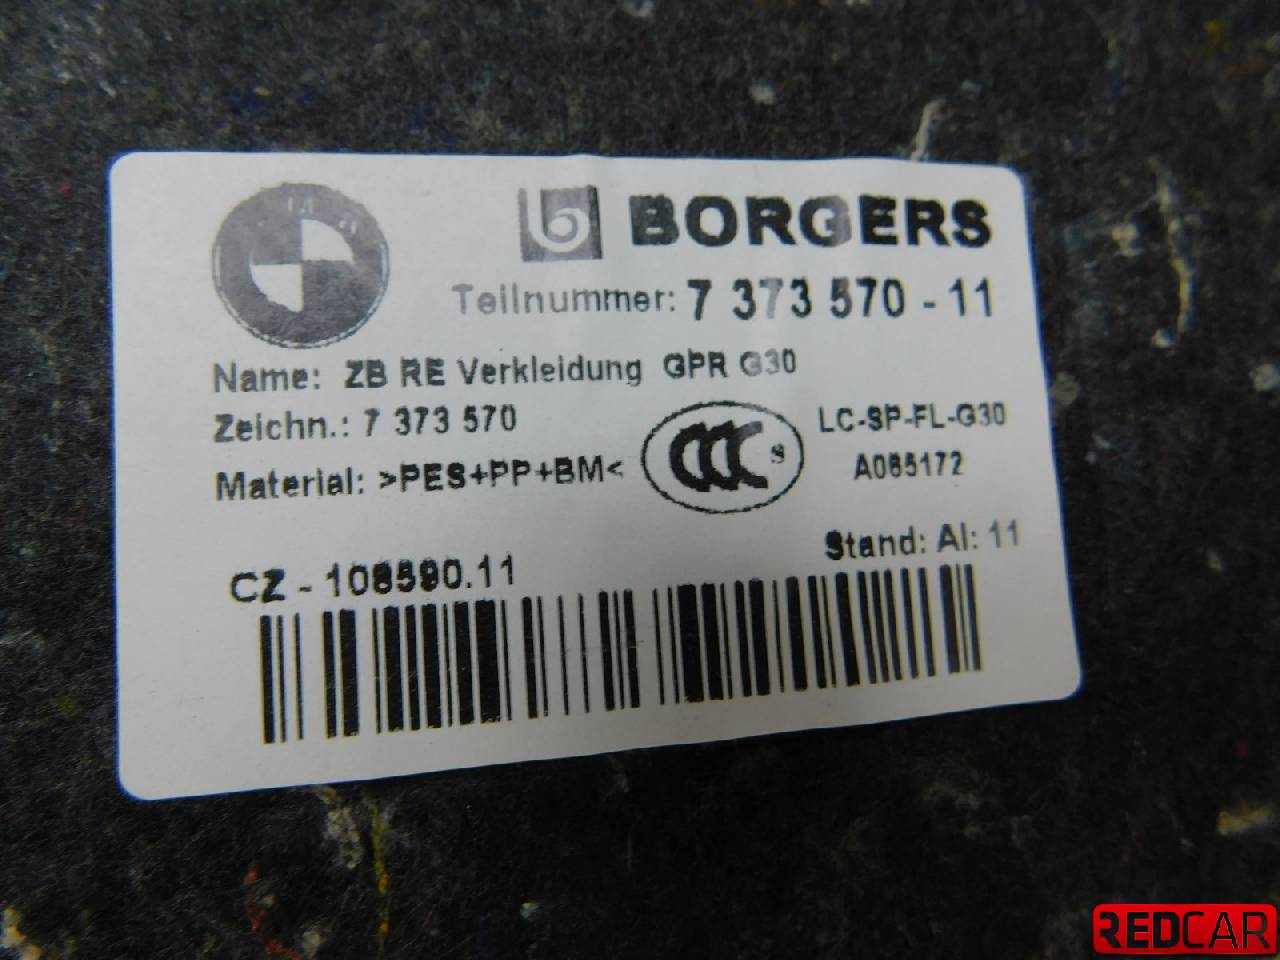 BORGERS
Teilnummer: 7 373 570 - 11
Name: ZB RE Verkleidung GPR G30
Zeichn.: 7 373 570
LC-SP-FL-G30
Material: >PES+PP+BM<
CCC S
A065172
Stand: AI: 11
CZ - 108590.11
REDCAR